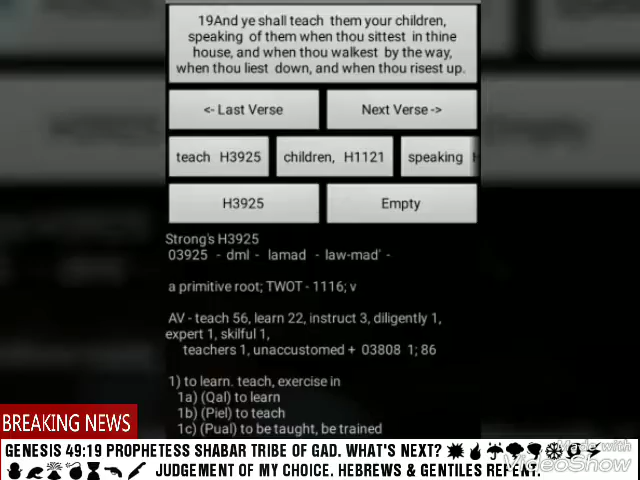 19And ye shall teach them your children,
speaking of them when thou sittest in thine
house, and when thou walkest by the way,
when thou liest down, and when thou risest up.
<- Last Verse
Next Verse ->
teach H3925
children, H1121
speaking
H3925
Empty
Strong's H3925
03925 - dml - lamad - law-mad' -
a primitive root; TWOT - 1116; v
AV - teach 56, learn 22, instruct 3, diligently 1,
expert 1, skilful 1,
teachers 1, unaccustomed + 03808 1; 86
1) to learn. teach, exercise in
1a) (Qal) to learn
1b) (Piel) to teach
1c) (Pual) to be taught, be trained
BREAKING NEWS
GENESIS 49:19 PROPHETESS SHABAR TRIBE OF GAD. WHAT'S NEXT?
JUDGEMENT OF MY CHOICE. HEBREWS & GENTILES REPENT.
Made with
VideoShow